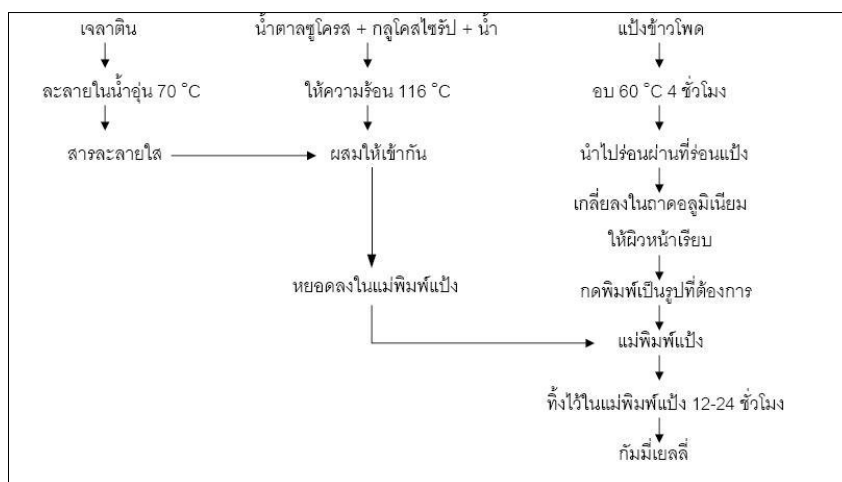 เจลาติน
น้ำตาลซูโครส + กลูโคสไซรัป + น้ำ
แป้งข้าวโพด
ละลายในน้ำอุ่น 70 °C
ให้ความร้อน 116 °C
อบ 60 °C 4 ชั่วโมง
สารละลายใส
ผสมให้เข้ากัน
นำไปร่อนผ่านที่ร่อนแป้ง
เกลี่ยลงในถาดอลูมิเนียม
ให้ผิวหน้าเรียบ
หยอดลงในแม่พิมพ์แป้ง
กดพิมพ์เป็นรูปที่ต้องการ
แม่พิมพ์แป้ง
ทิ้งไว้ในแม่พิมพ์แป้ง 12-24 ชั่วโมง
กัมมี่เยลลี่